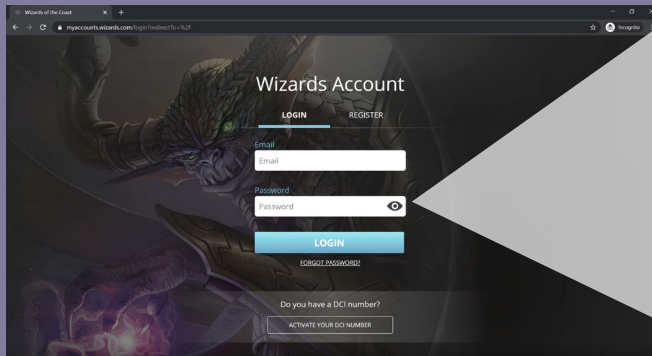 Wizards of the Coast
myaccounts.wizards.com/login?redirectTo=%2F
Incognito
Wizards Account
LOGIN REGISTER
Email
Email
Password
Password
LOGIN
FORGOT PASSWORD?
Do you have a DCI number?
ACTIVATE YOUR DCI NUMBER